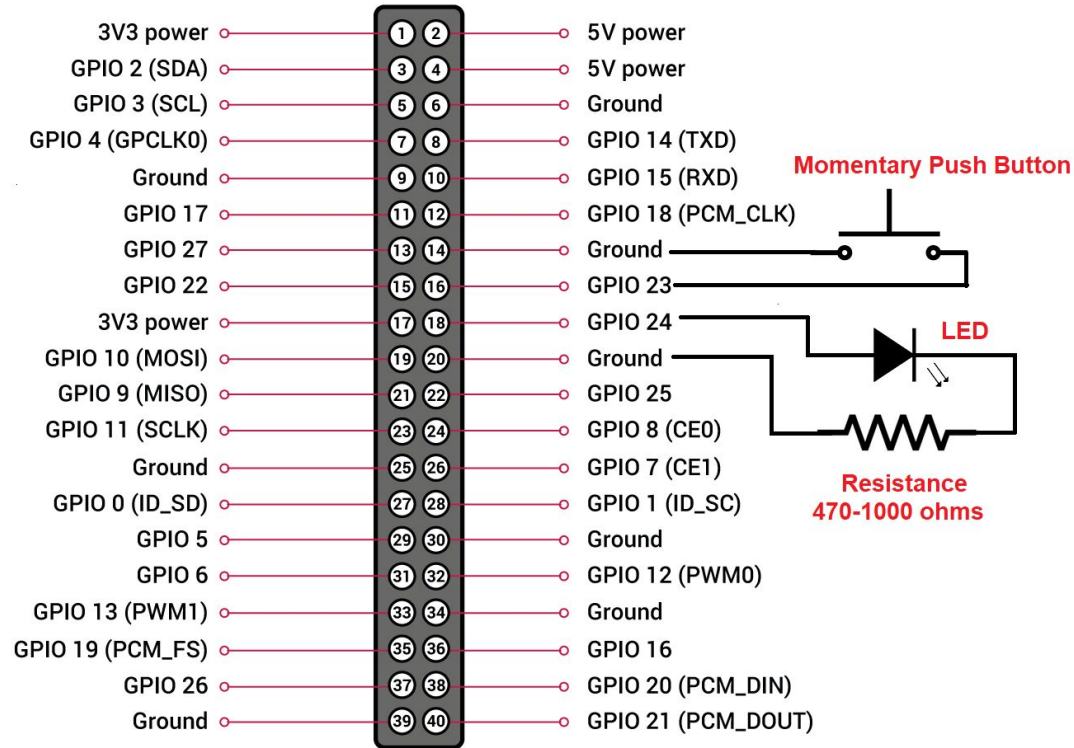 3V3 power 1 2 5V power
GPIO 2 (SDA) 3 4 5V power
GPIO 3 (SCL) 5 6 Ground
GPIO 4 (GPCLK0) 7 8 GPIO 14 (TXD)
Ground 9 10 GPIO 15 (RXD)
GPIO 17 11 12 GPIO 18 (PCM_CLK)
GPIO 27 13 14 Ground
GPIO 22 15 16 GPIO 23
3V3 power 17 18 GPIO 24
GPIO 10 (MOSI) 19 20 Ground
GPIO 9 (MISO) 21 22 GPIO 25
GPIO 11 (SCLK) 23 24 GPIO 8 (CE0)
Ground 25 26 GPIO 7 (CE1)
GPIO 0 (ID_SD) 27 28 GPIO 1 (ID_SC)
GPIO 5 29 30 Ground
GPIO 6 31 32 GPIO 12 (PWM0)
GPIO 13 (PWM1) 33 34 Ground
GPIO 19 (PCM_FS) 35 36 GPIO 16
GPIO 26 37 38 GPIO 20 (PCM_DIN)
Ground 39 40 GPIO 21 (PCM_DOUT)
Momentary Push Button
LED
Resistance
470-1000 ohms